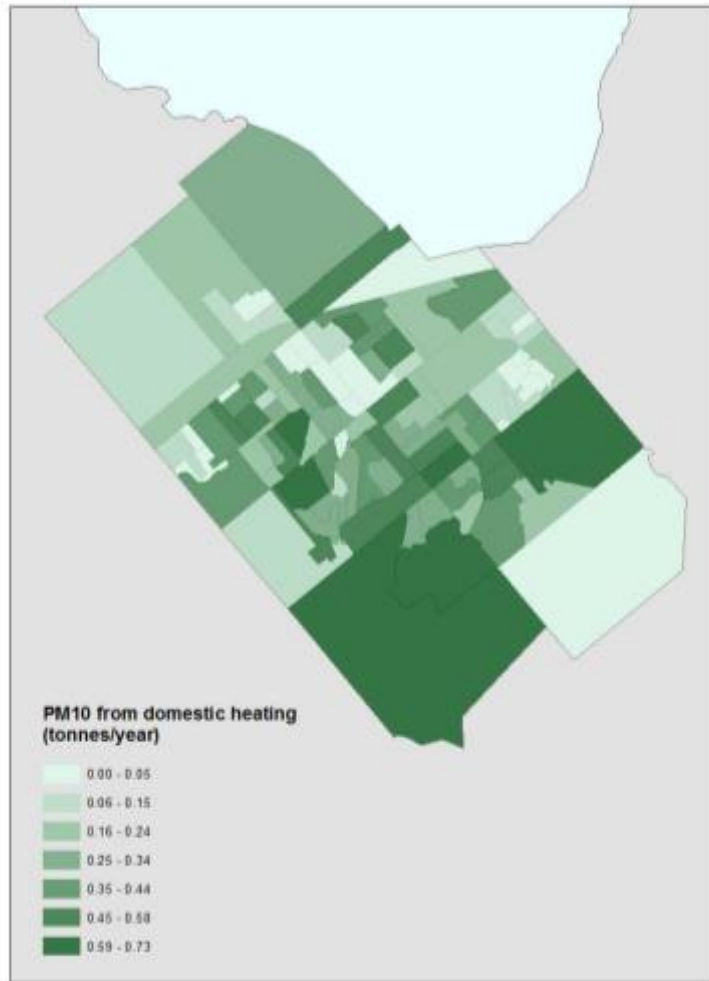 PM10 from domestic heating
(tonnes/year)
0.00 - 0.05
0.06 - 0.15
0.16 - 0.24
0.25 - 0.34
0.35 - 0.44
0.45 - 0.58
0.59 - 0.73